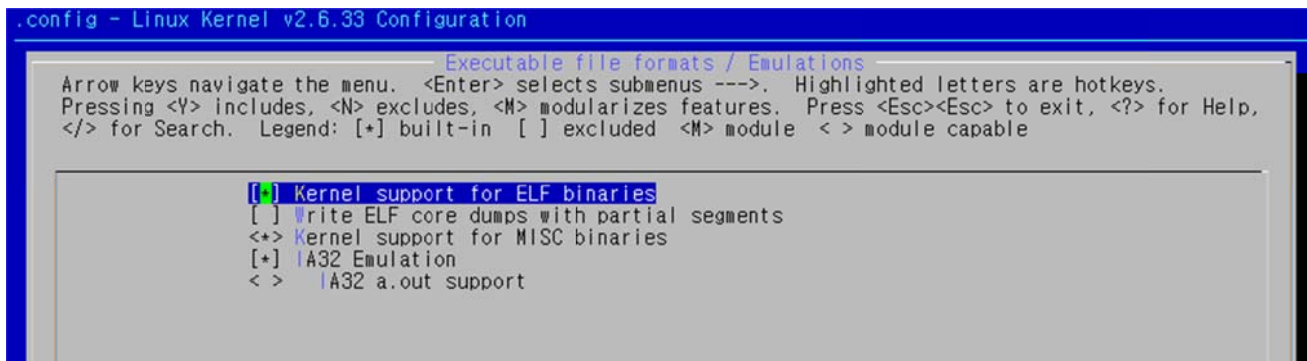 .config - Linux Kernel v2.6.33 Configuration
Executable file formats / Emulations
Arrow keys navigate the menu.  <Enter> selects submenus --->.  Highlighted letters are hotkeys.
Pressing <Y> includes, <N> excludes, <M> modularizes features.  Press <Esc><Esc> to exit, <?> for Help,
</> for Search.  Legend: [*] built-in  [ ] excluded  <M> module  < > module capable
[*] Kernel support for ELF binaries
[ ] Write ELF core dumps with partial segments
<*> Kernel support for MISC binaries
[*] IA32 Emulation
< >   IA32 a.out support